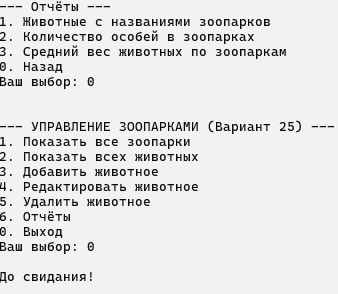 --- Отчёты ---
1. Животные с названиями зоопарков
2. Количество особей в зоопарках
3. Средний вес животных по зоопаркам
0. Назад
Ваш выбор: 0
--- УПРАВЛЕНИЕ ЗООПАРКАМИ (Вариант 25) ---
1. Показать все зоопарки
2. Показать всех животных
3. Добавить животное
4. Редактировать животное
5. Удалить животное
6. Отчёты
0. Выход
Ваш выбор: 0
До свидания!